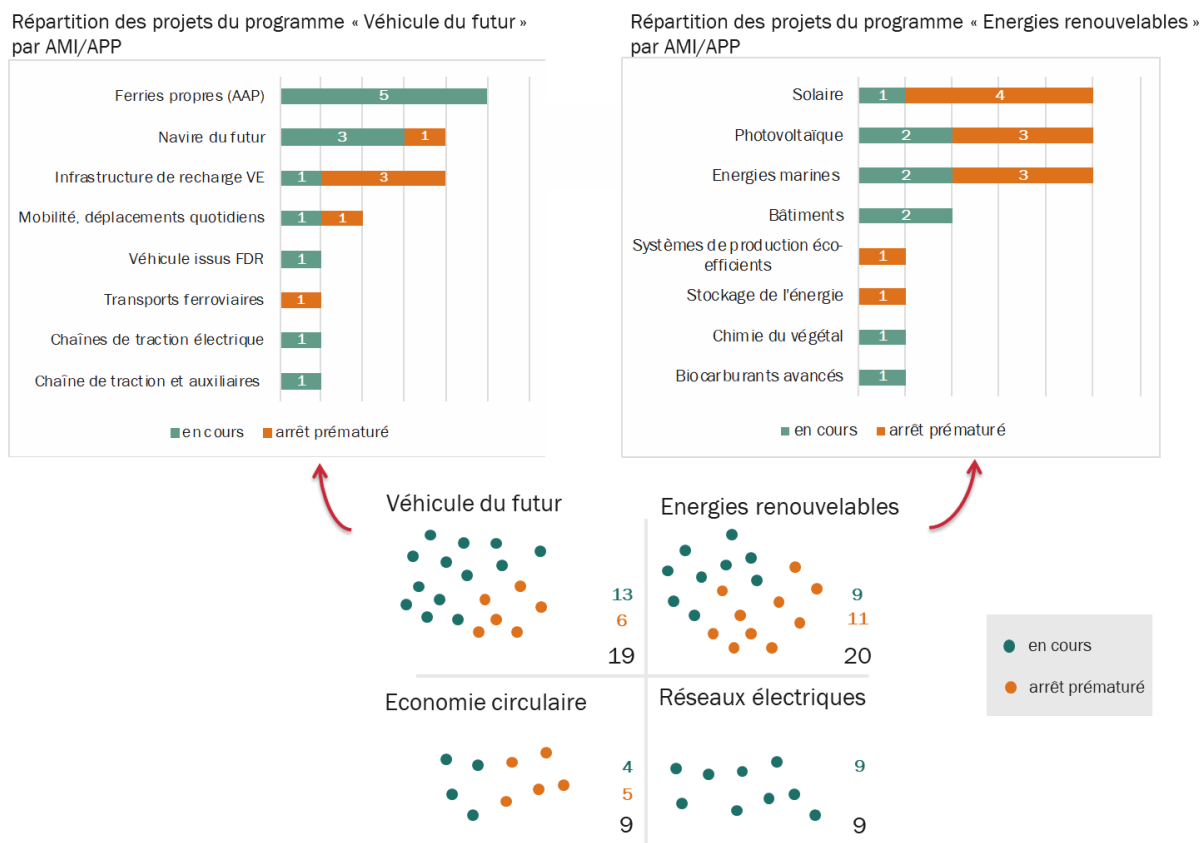 Répartition des projets du programme « Véhicule du futur »
par AMI/APP
Ferries propres (AAP)
5
Navire du futur
3
1
Infrastructure de recharge VE
1
3
Mobilité, déplacements quotidiens
1
1
Véhicule issus FDR
1
Transports ferroviaires
1
Chaînes de traction électrique
1
Chaîne de traction et auxiliaires
1
en cours
arrêt prématuré
Répartition des projets du programme « Energies renouvelables »
par AMI/APP
Solaire
1
4
Photovoltaïque
2
3
Energies marines
2
3
Bâtiments
2
Systèmes de production éco-
efficients
1
Stockage de l'énergie
1
Chimie du végétal
1
Biocarburants avancés
1
en cours
arrêt prématuré
Véhicule du futur
13
6
19
Energies renouvelables
9
11
20
Economie circulaire
4
5
9
Réseaux électriques
9
9
en cours
arrêt prématuré